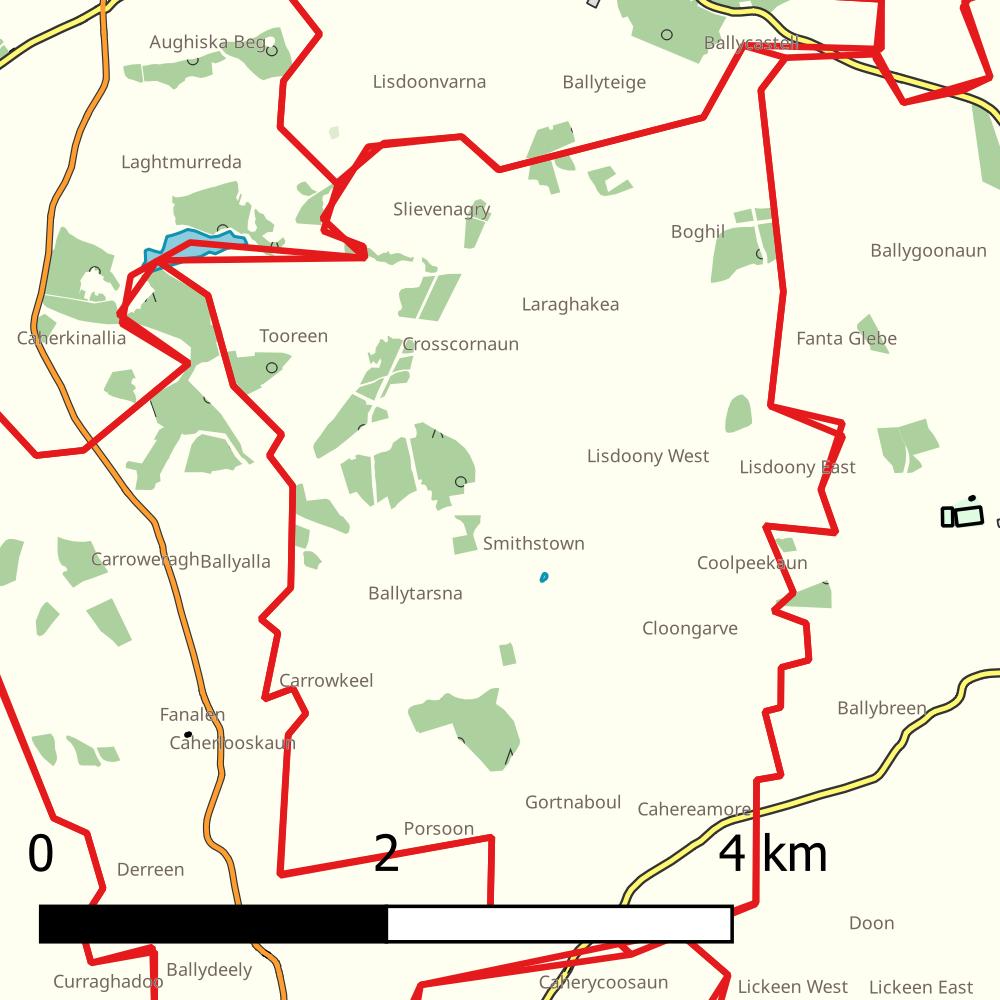 Aughiska Beg
Ballycastell
Lisdoonvarna
Ballyteige
Laghtmurreda
Slievenagry
Boghil
Ballygoonaun
Laraghakea
Caherkinallia
Tooreen
Crosscornaun
Fanta Glebe
Lisdoony West
Lisdoony East
Smithstown
Carroweragh
Ballyalla
Coolpeekaun
Ballytarsna
Cloongarve
Carrowkeel
Ballybreen
Fanalen
Caherlooskaun
Gortnaboul
Cahereamore
Porsoon
0 2 4 km
Derreen
Doon
Ballydeely
Curraghadoo
Caherycoosaun
Lickeen West
Lickeen East